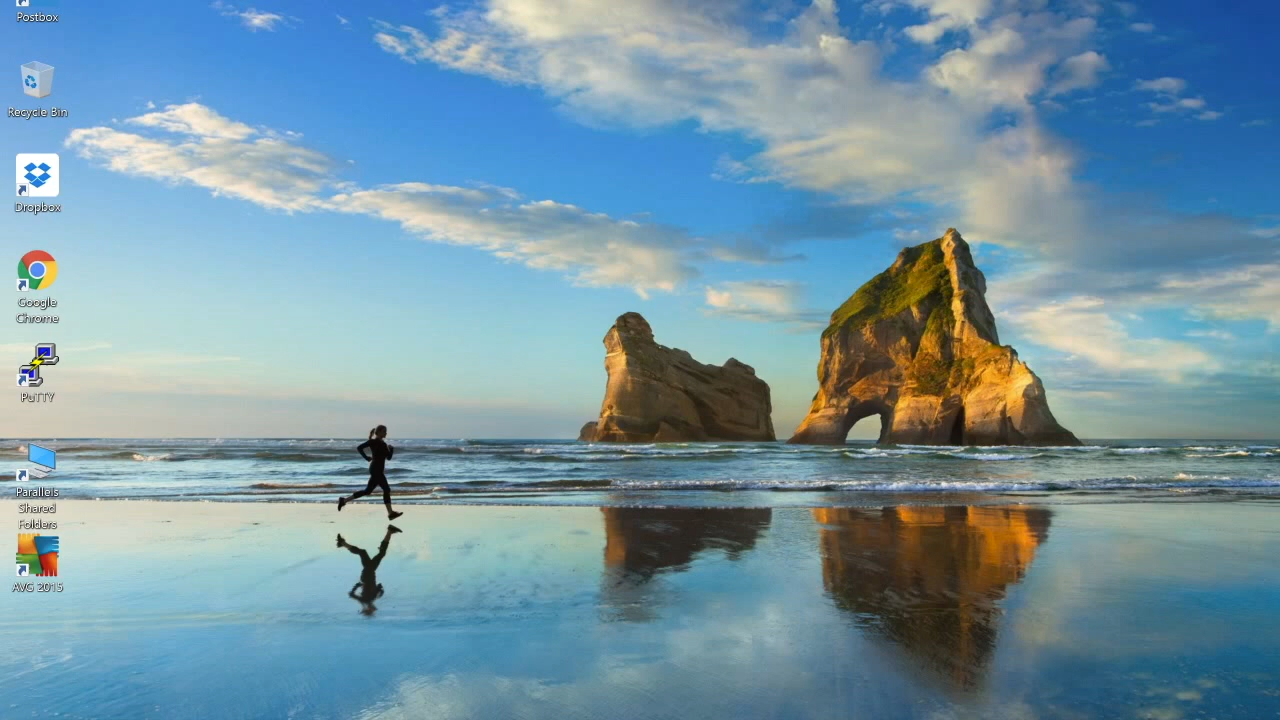 Postbox
Recycle Bin
Dropbox
Google
Chrome
PuTTY
Parallels
Shared
Folders
AVG 2015